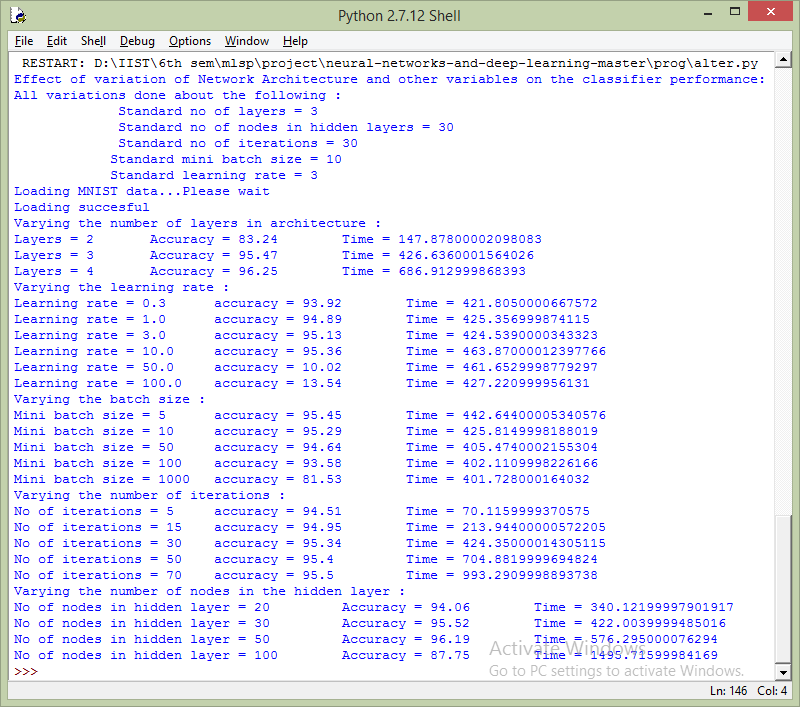 Python 2.7.12 Shell
File Edit Shell Debug Options Window Help
RESTART: D:\IIST\6th sem\mlsp\project\neural-networks-and-deep-learning-master\prog\alter.py
Effect of variation of Network Architecture and other variables on the classifier performance:
All variations done about the following :
Standard no of layers = 3
Standard no of nodes in hidden layers = 30
Standard no of iterations = 30
Standard mini batch size = 10
Standard learning rate = 3
Loading MNIST data...Please wait
Loading succesful
Varying the number of layers in architecture :
Layers = 2 Accuracy = 83.24 Time = 147.87800002098083
Layers = 3 Accuracy = 95.47 Time = 426.6360001564026
Layers = 4 Accuracy = 96.25 Time = 686.912999868393
Varying the learning rate :
Learning rate = 0.3 accuracy = 93.92 Time = 421.8050000667572
Learning rate = 1.0 accuracy = 94.89 Time = 425.356999874115
Learning rate = 3.0 accuracy = 95.13 Time = 424.5390000343323
Learning rate = 10.0 accuracy = 95.36 Time = 463.87000012397766
Learning rate = 50.0 accuracy = 10.02 Time = 461.6529998779297
Learning rate = 100.0 accuracy = 13.54 Time = 427.220999956131
Varying the batch size :
Mini batch size = 5 accuracy = 95.45 Time = 442.64400005340576
Mini batch size = 10 accuracy = 95.29 Time = 425.8149998188019
Mini batch size = 50 accuracy = 94.64 Time = 405.4740002155304
Mini batch size = 100 accuracy = 93.58 Time = 402.1109998226166
Mini batch size = 1000 accuracy = 81.53 Time = 401.728000164032
Varying the number of iterations :
No of iterations = 5 accuracy = 94.51 Time = 70.1159999370575
No of iterations = 15 accuracy = 94.95 Time = 213.94400000572205
No of iterations = 30 accuracy = 95.34 Time = 424.35000014305115
No of iterations = 50 accuracy = 95.4 Time = 704.8819999694824
No of iterations = 70 accuracy = 95.5 Time = 993.2909998893738
Varying the number of nodes in the hidden layer :
No of nodes in hidden layer = 20 Accuracy = 94.06 Time = 340.12199997901917
No of nodes in hidden layer = 30 Accuracy = 95.52 Time = 422.0039999485016
No of nodes in hidden layer = 50 Accuracy = 96.19 Time = 576.295000076294
No of nodes in hidden layer = 100 Accuracy = 87.75 Time = 1495.71599984169
Activate Windows
>>>
Go to PC settings to activate Windows.
Ln: 146 Col: 4